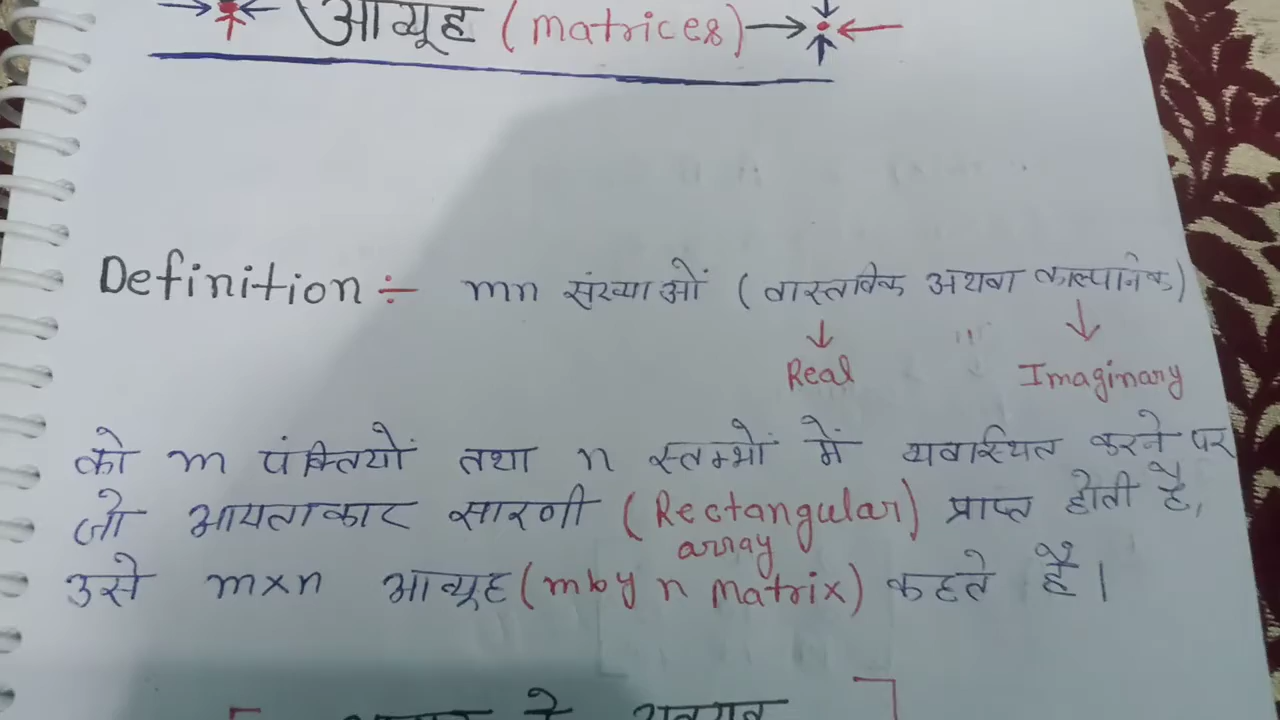 आव्यूह (matrices)
Definition ÷ mn संख्याओं (वास्तविक अथवा काल्पनिक)
Real Imaginary
को m पंक्तियों तथा n स्तम्भों में व्यवस्थित करने पर
जो आयताकार सारणी (Rectangular array) प्राप्त होती है,
उसे m×n आव्यूह (m by n matrix) कहते है।